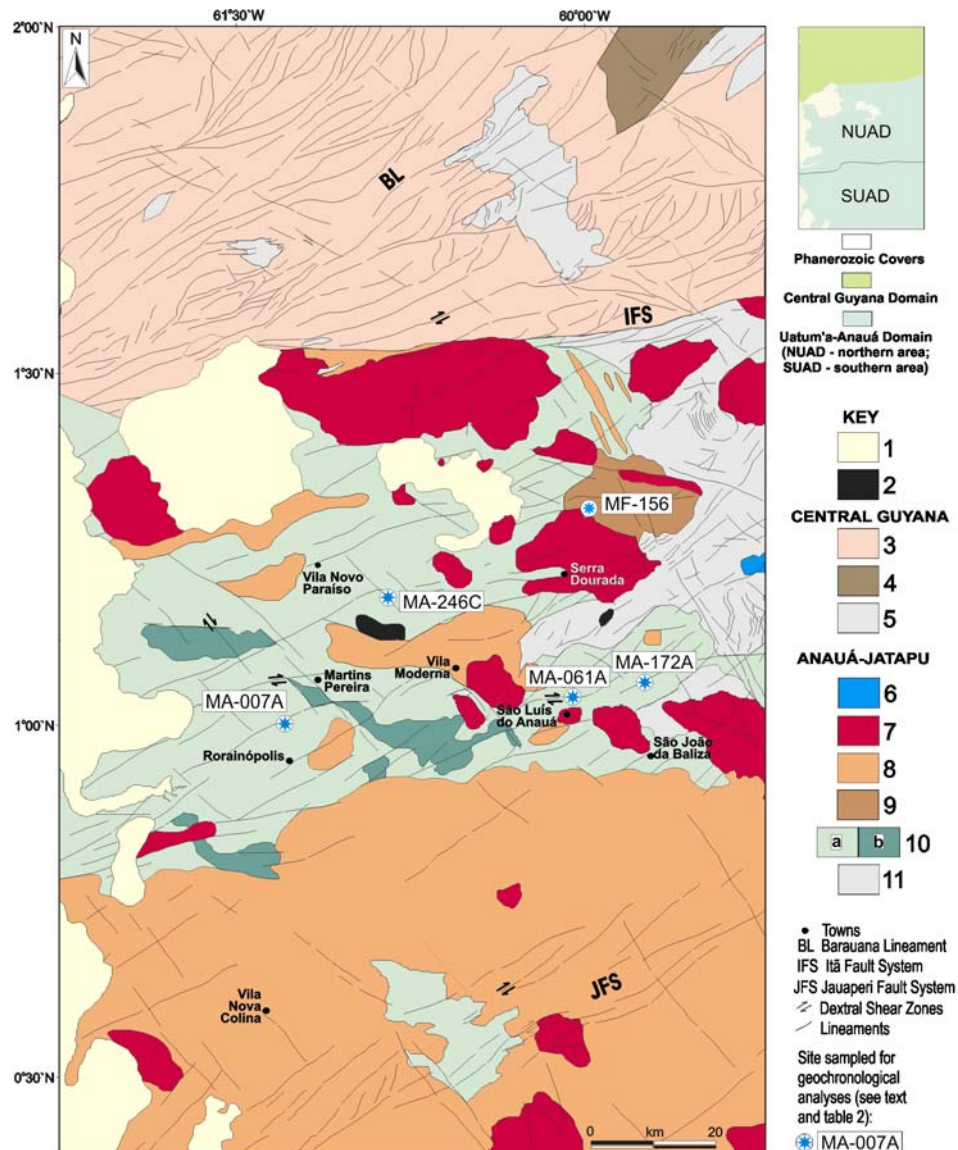 61°30'W
60°00'W
2°00'N
N
BL
IFS
1°30'
MF-156
Serra
Dourada
Vila Novo
Paraíso
MA-246C
MA-172A
Vila
Moderna
MA-061A
Martins
Pereira
MA-007A
São Luís
do Anauá
1°00'
Rorainópolis
São João
da Baliza
JFS
Vila
Nova
Colina
0°30'
0 km 20
NUAD
SUAD
Phanerozoic Covers
Central Guyana Domain
Uatum'a-Anauá Domain
(NUAD - northern area;
SUAD - southern area)
KEY
1
2
CENTRAL GUYANA
3
4
5
ANAUÁ-JATAPU
6
7
8
9
a b 10
11
Towns
BL Barauana Lineament
IFS Itã Fault System
JFS Jauaperi Fault System
Dextral Shear Zones
Lineaments
Site sampled for
geochronological
analyses (see text
and table 2):
MA-007A